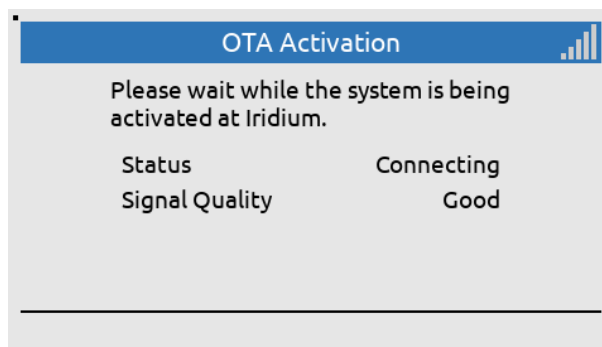 OTA Activation
Please wait while the system is being
activated at Iridium.
Status Connecting
Signal Quality Good